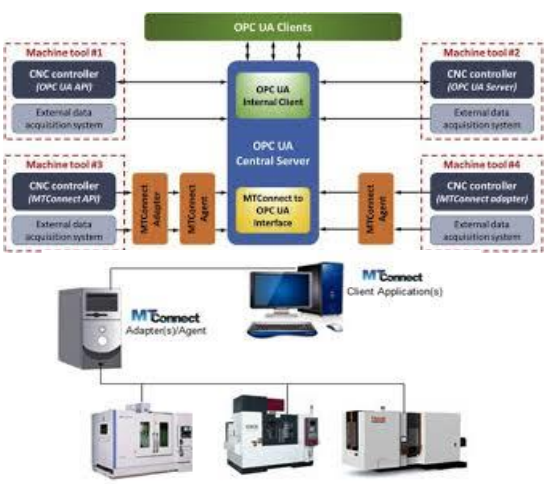 OPC UA Clients
Machine tool #1
CNC controller
(OPC UA API)
External data
acquisition system
OPC UA
Internal Client
OPC UA
Central Server
MTConnect to
OPC UA
Interface
Machine tool #2
CNC controller
(OPC UA Server)
External data
acquisition system
Machine tool #3
CNC controller
(MTConnect API)
External data
acquisition system
MTConnect
Adapter
MTConnect
Agent
MTConnect
Agent
Machine tool #4
CNC controller
(MTConnect adapter)
External data
acquisition system
MTConnect
Adapter(s)/Agent
MTConnect
Client Application(s)